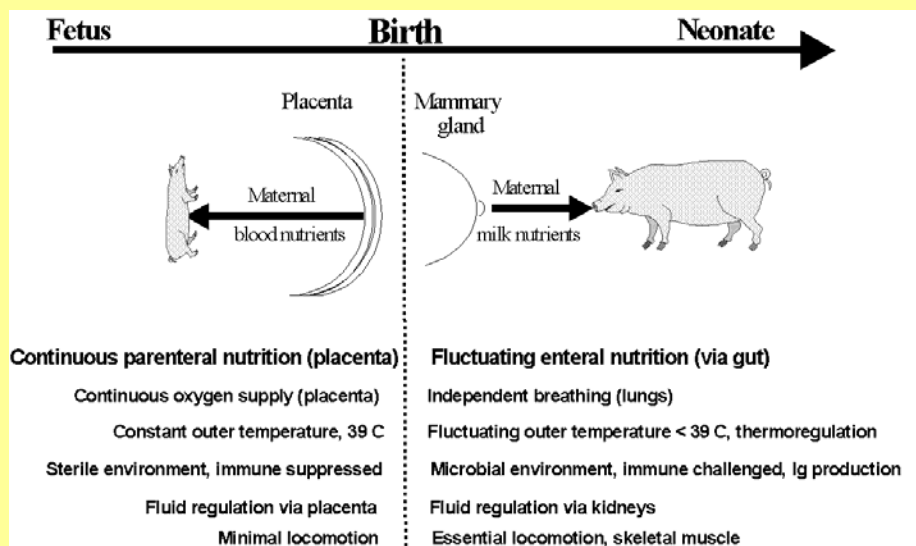 Fetus Birth Neonate
Placenta
Mammary
gland
Maternal
blood nutrients
Maternal
milk nutrients
Continuous parenteral nutrition (placenta) Fluctuating enteral nutrition (via gut)
Continuous oxygen supply (placenta) Independent breathing (lungs)
Constant outer temperature, 39 C Fluctuating outer temperature < 39 C, thermoregulation
Sterile environment, immune suppressed Microbial environment, immune challenged, Ig production
Fluid regulation via placenta Fluid regulation via kidneys
Minimal locomotion Essential locomotion, skeletal muscle